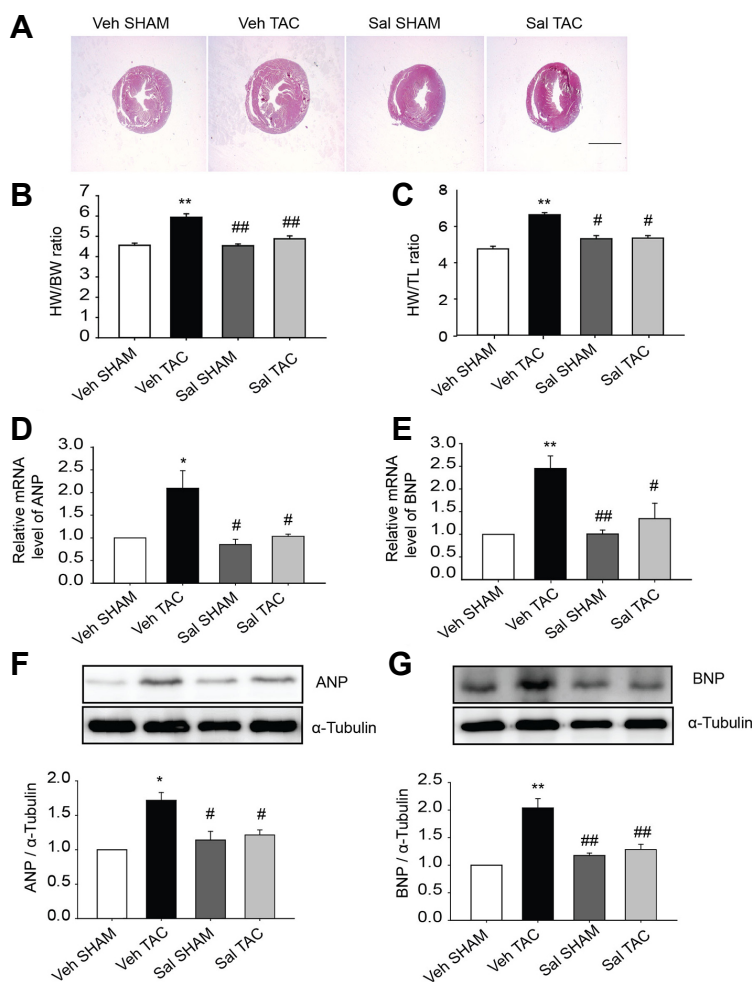 A
Veh SHAM
Veh TAC
Sal SHAM
Sal TAC
B
HW/BW ratio
7
6
5
4
3
2
1
0
**
##
##
Veh SHAM
Veh TAC
Sal SHAM
Sal TAC
C
HW/TL ratio
8
6
4
2
0
**
#
#
Veh SHAM
Veh TAC
Sal SHAM
Sal TAC
D
Relative mRNA
level of ANP
3.0
2.5
2.0
1.5
1.0
0.5
0.0
*
#
#
Veh SHAM
Veh TAC
Sal SHAM
Sal TAC
E
Relative mRNA
level of BNP
3.0
2.5
2.0
1.5
1.0
0.5
0.0
**
##
#
Veh SHAM
Veh TAC
Sal SHAM
Sal TAC
F
ANP
α-Tubulin
ANP / α-Tubulin
2.0
1.5
1.0
0.5
0.0
*
#
#
Veh SHAM
Veh TAC
Sal SHAM
Sal TAC
G
BNP
α-Tubulin
BNP / α-Tubulin
2.5
2.0
1.5
1.0
0.5
0.0
**
##
##
Veh SHAM
Veh TAC
Sal SHAM
Sal TAC